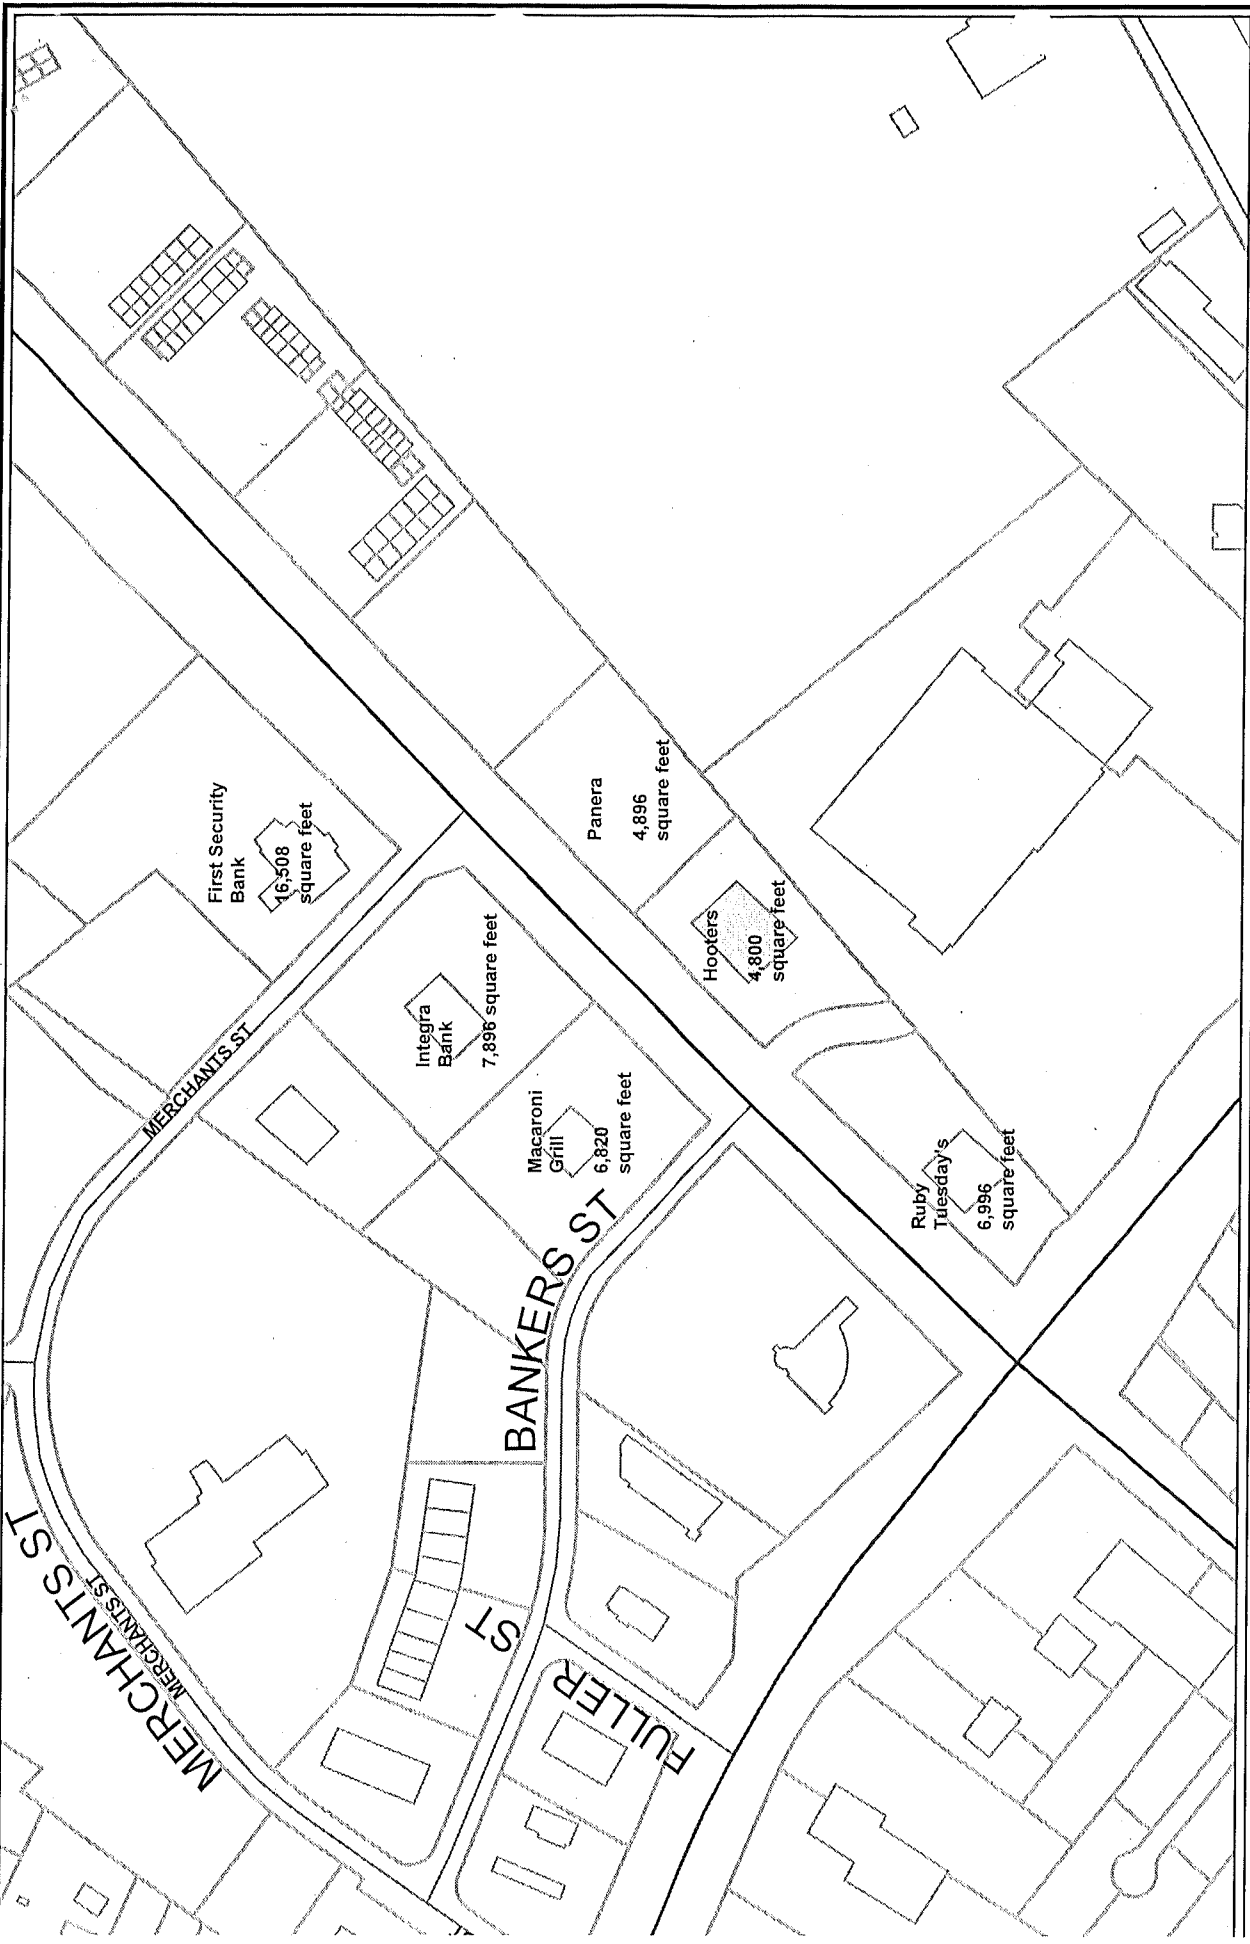 First Security
Bank
16,508
square feet
Panera
4,896
square feet
Hooters
4,800
square feet
Integra
Bank
7,896 square feet
Macaroni
Grill
6,820
square feet
Ruby
Tuesday's
6,996
square feet
MERCHANTS ST
MERCHANTS ST
MERCHANTS ST
BANKERS ST
FULLER ST